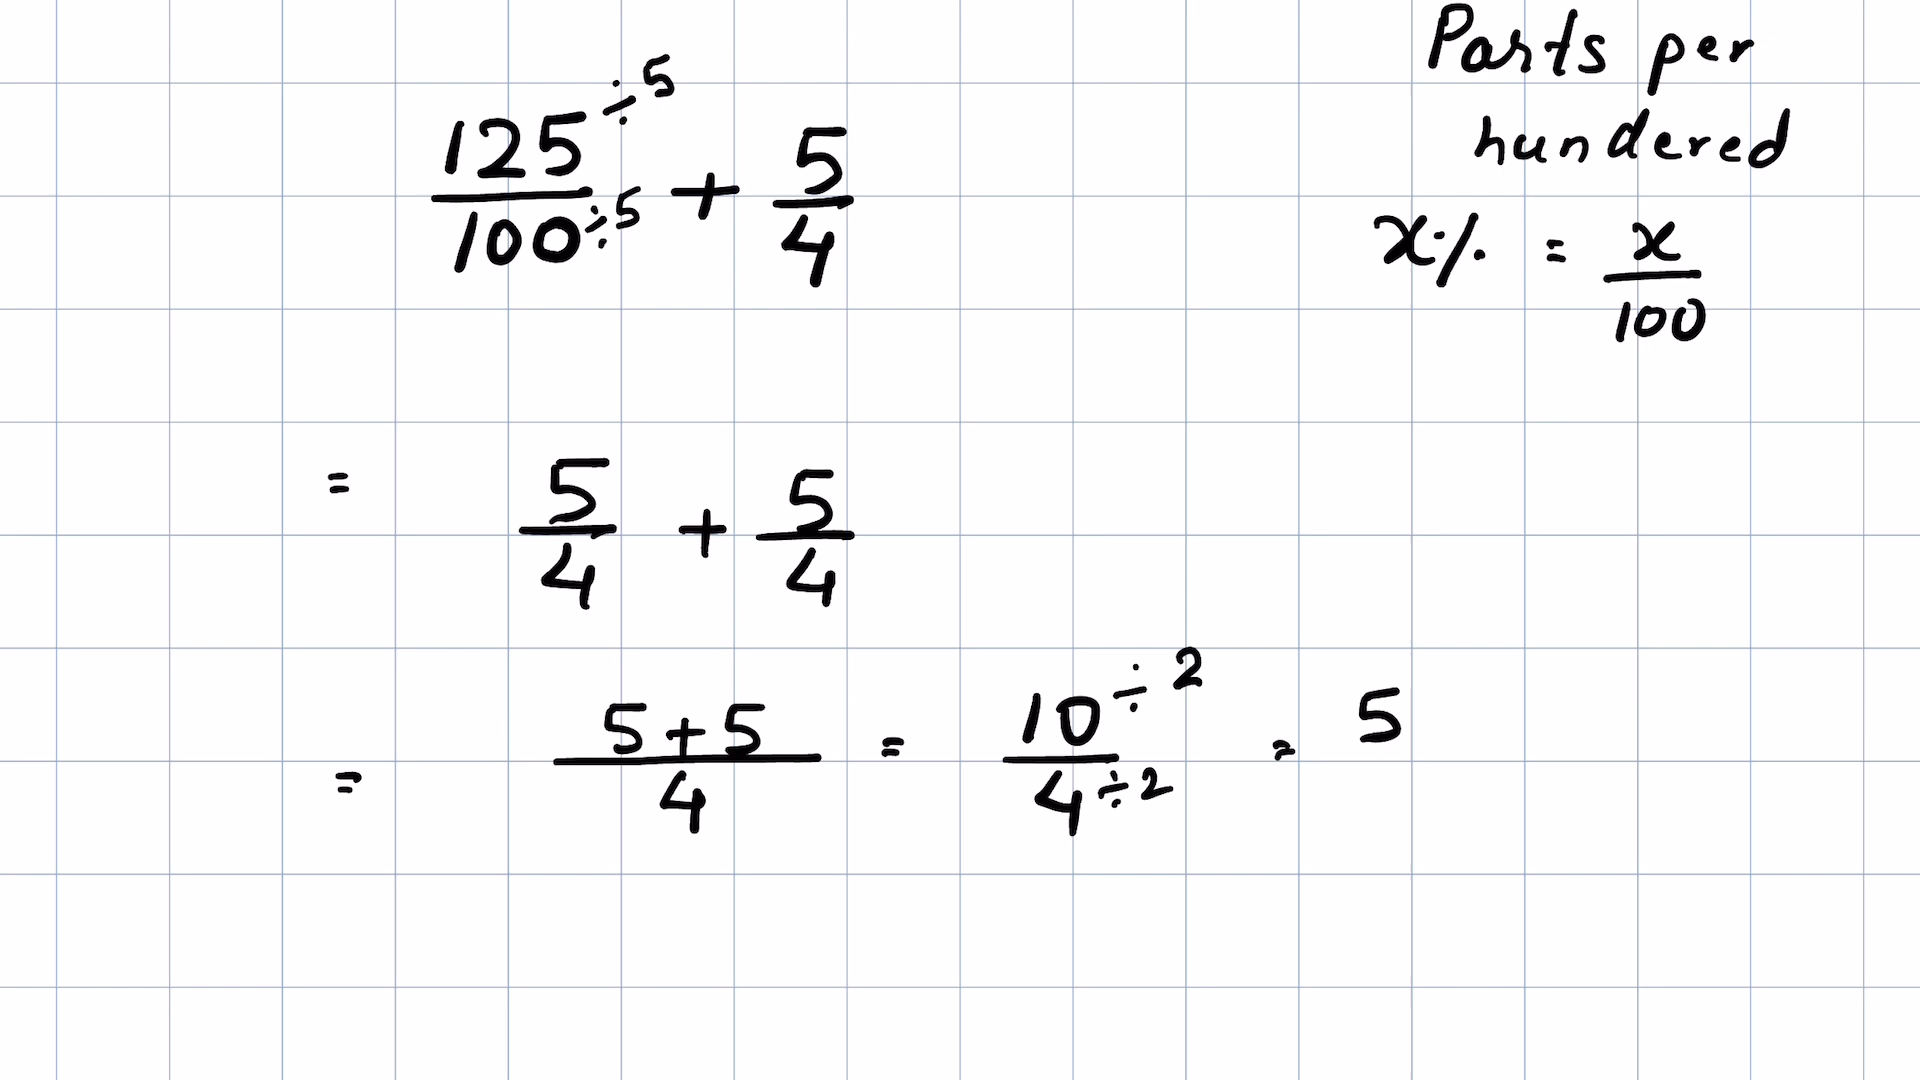 Parts per
hundered
x% = x/100
125÷5/100÷5 + 5/4
= 5/4 + 5/4
= 5+5/4 = 10÷2/4÷2 = 5